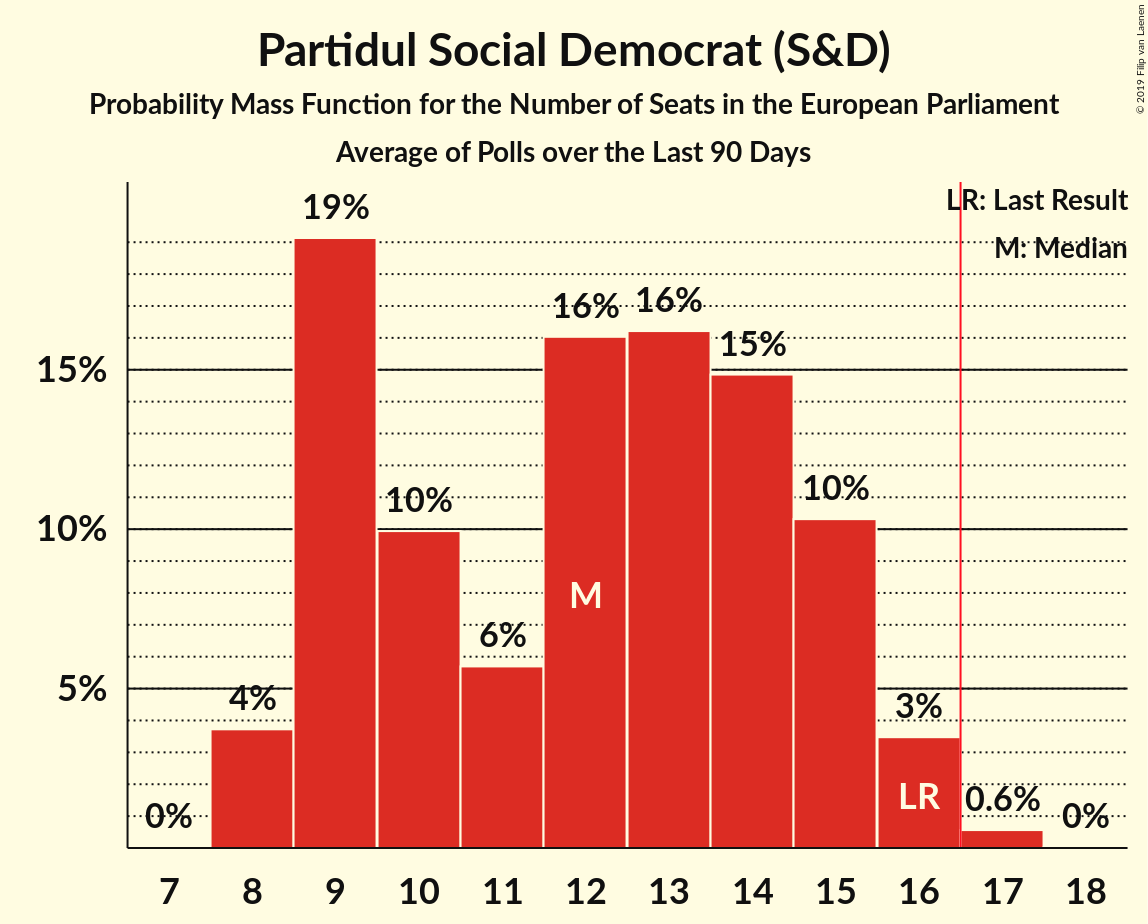 Partidul Social Democrat (S&D)
Probability Mass Function for the Number of Seats in the European Parliament
Average of Polls over the Last 90 Days
© 2019 Filip van Laenen
LR: Last Result
M: Median
19%
16%
16%
15%
15%
10%
10%
10%
6%
M
5%
4%
3%
LR
0%
0.6%
0%
7 8 9 10 11 12 13 14 15 16 17 18